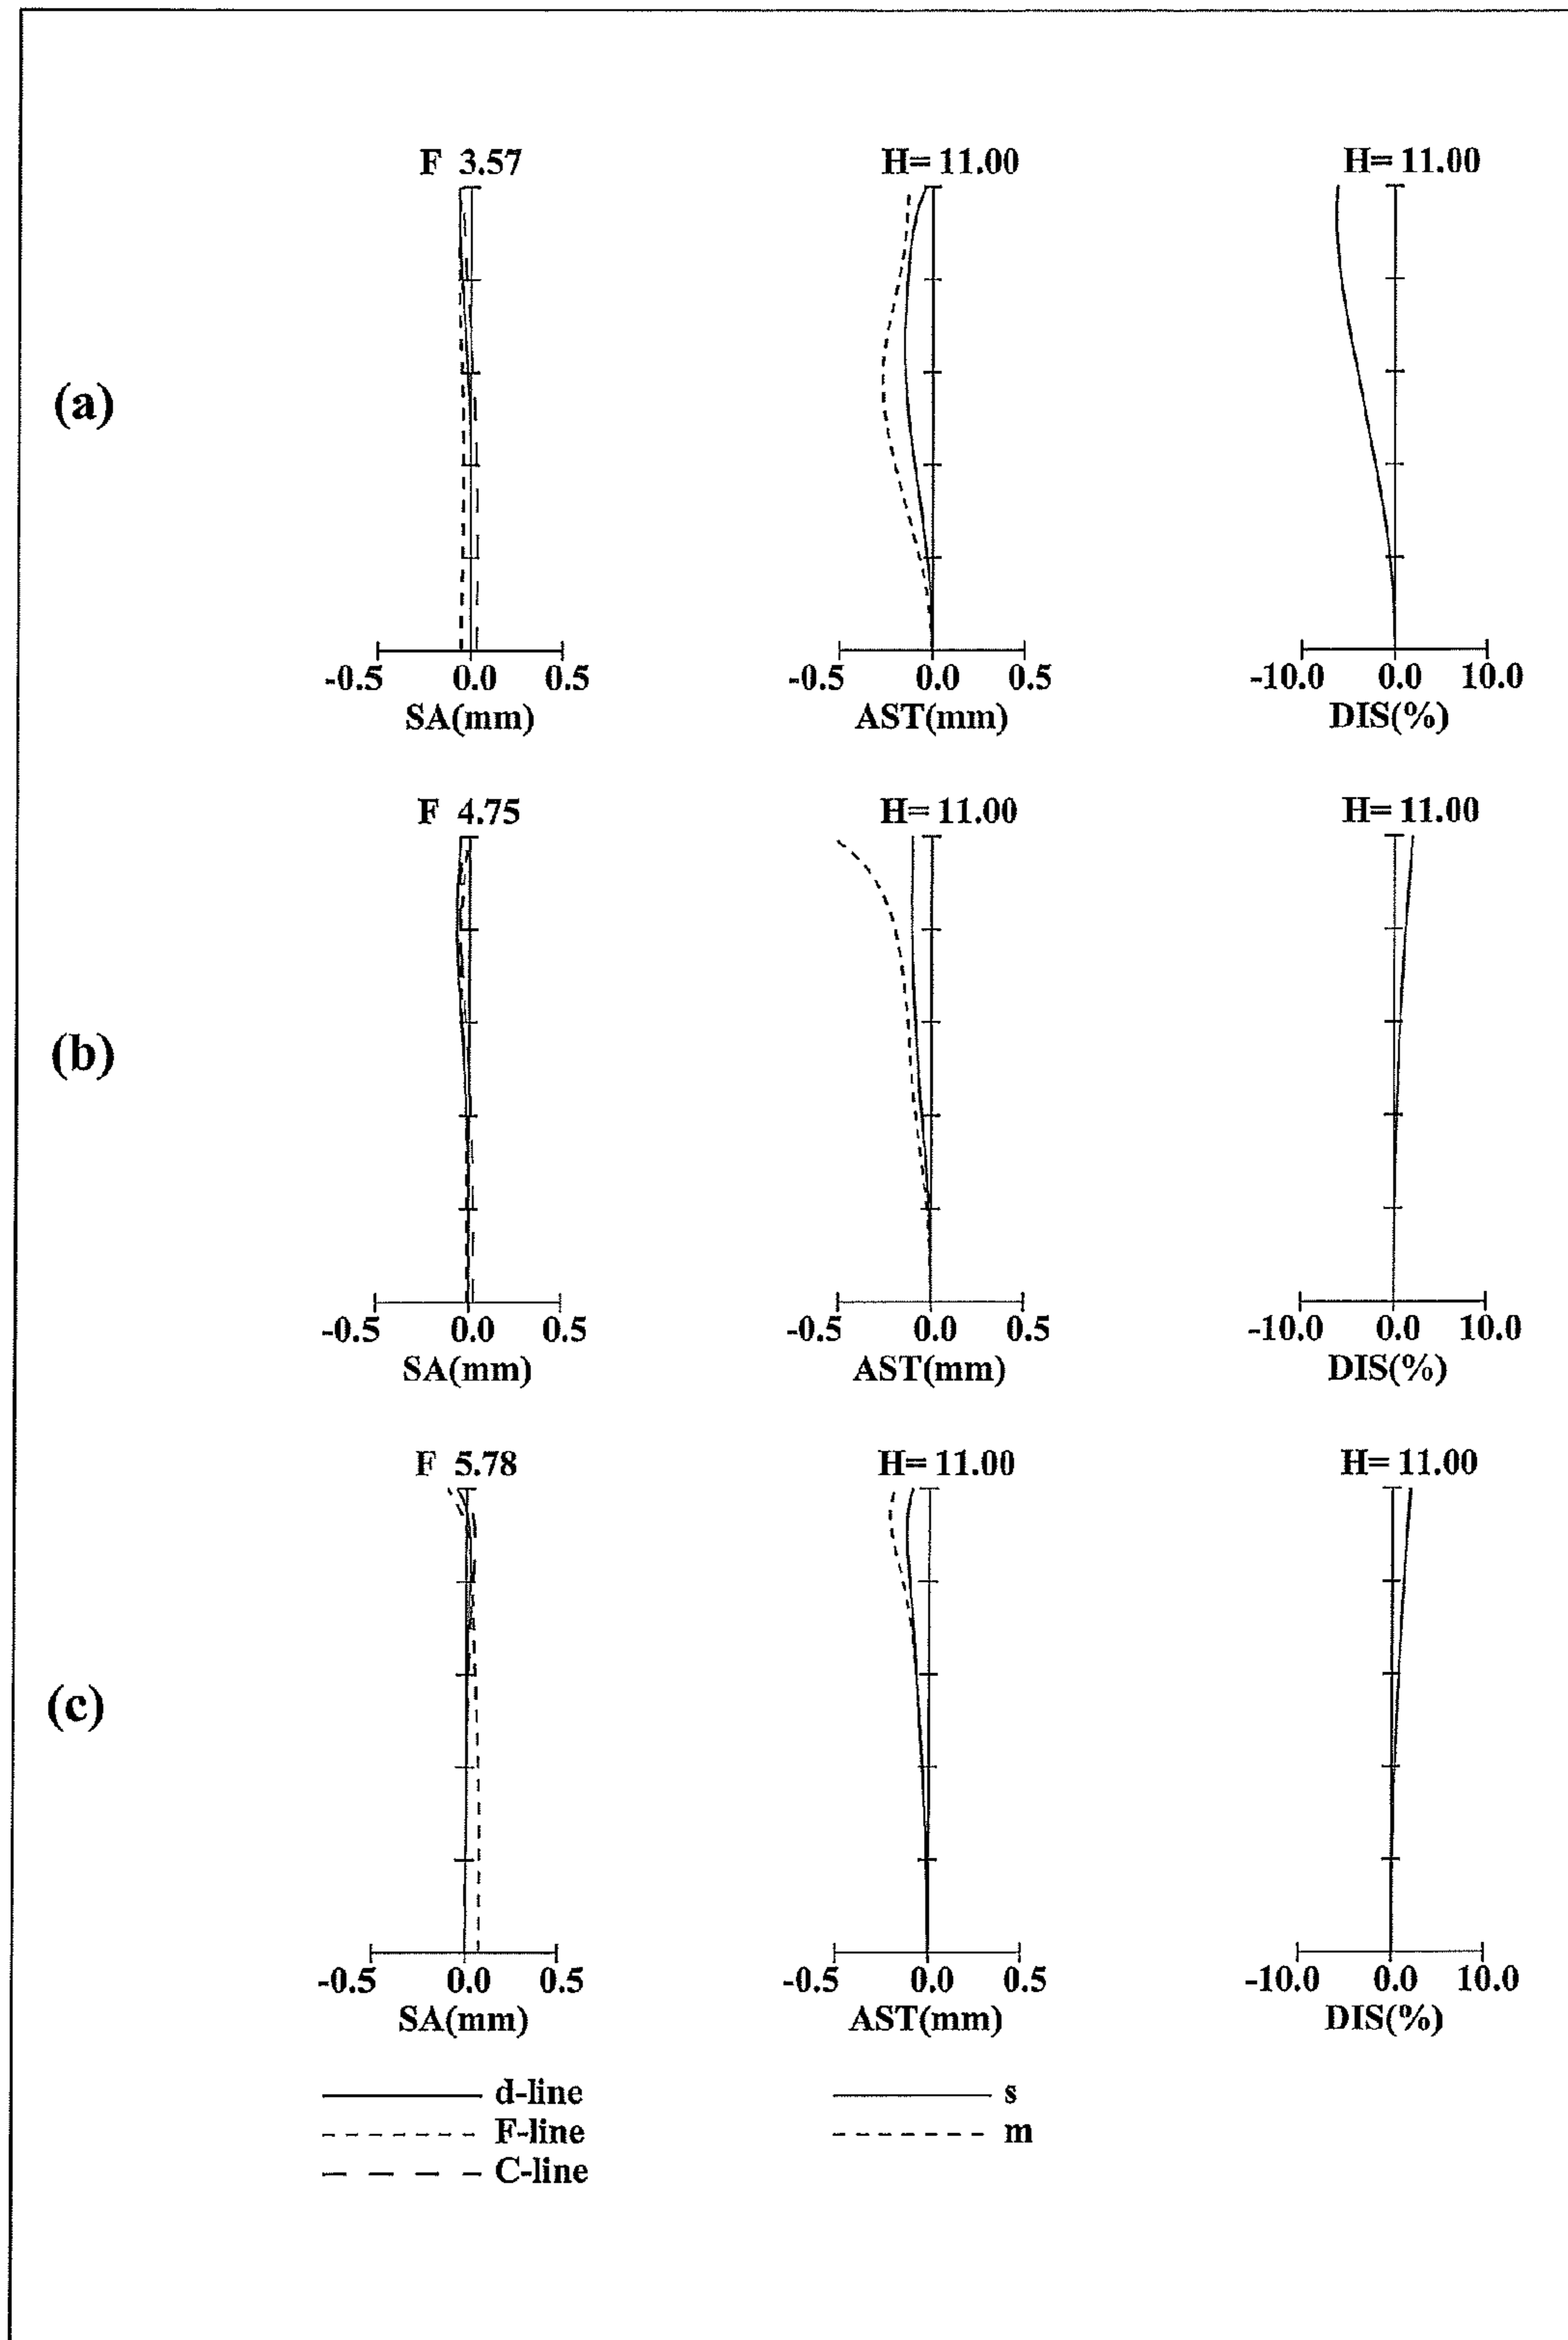 F 3.57 H= 11.00 H= 11.00
(a)
-0.5 0.0 0.5 -0.5 0.0 0.5 -10.0 0.0 10.0
SA(mm) AST(mm) DIS(%)
F 4.75 H= 11.00 H= 11.00
(b)
-0.5 0.0 0.5 -0.5 0.0 0.5 -10.0 0.0 10.0
SA(mm) AST(mm) DIS(%)
F 5.78 H= 11.00 H= 11.00
(c)
-0.5 0.0 0.5 -0.5 0.0 0.5 -10.0 0.0 10.0
SA(mm) AST(mm) DIS(%)
d-line s
F-line m
C-line